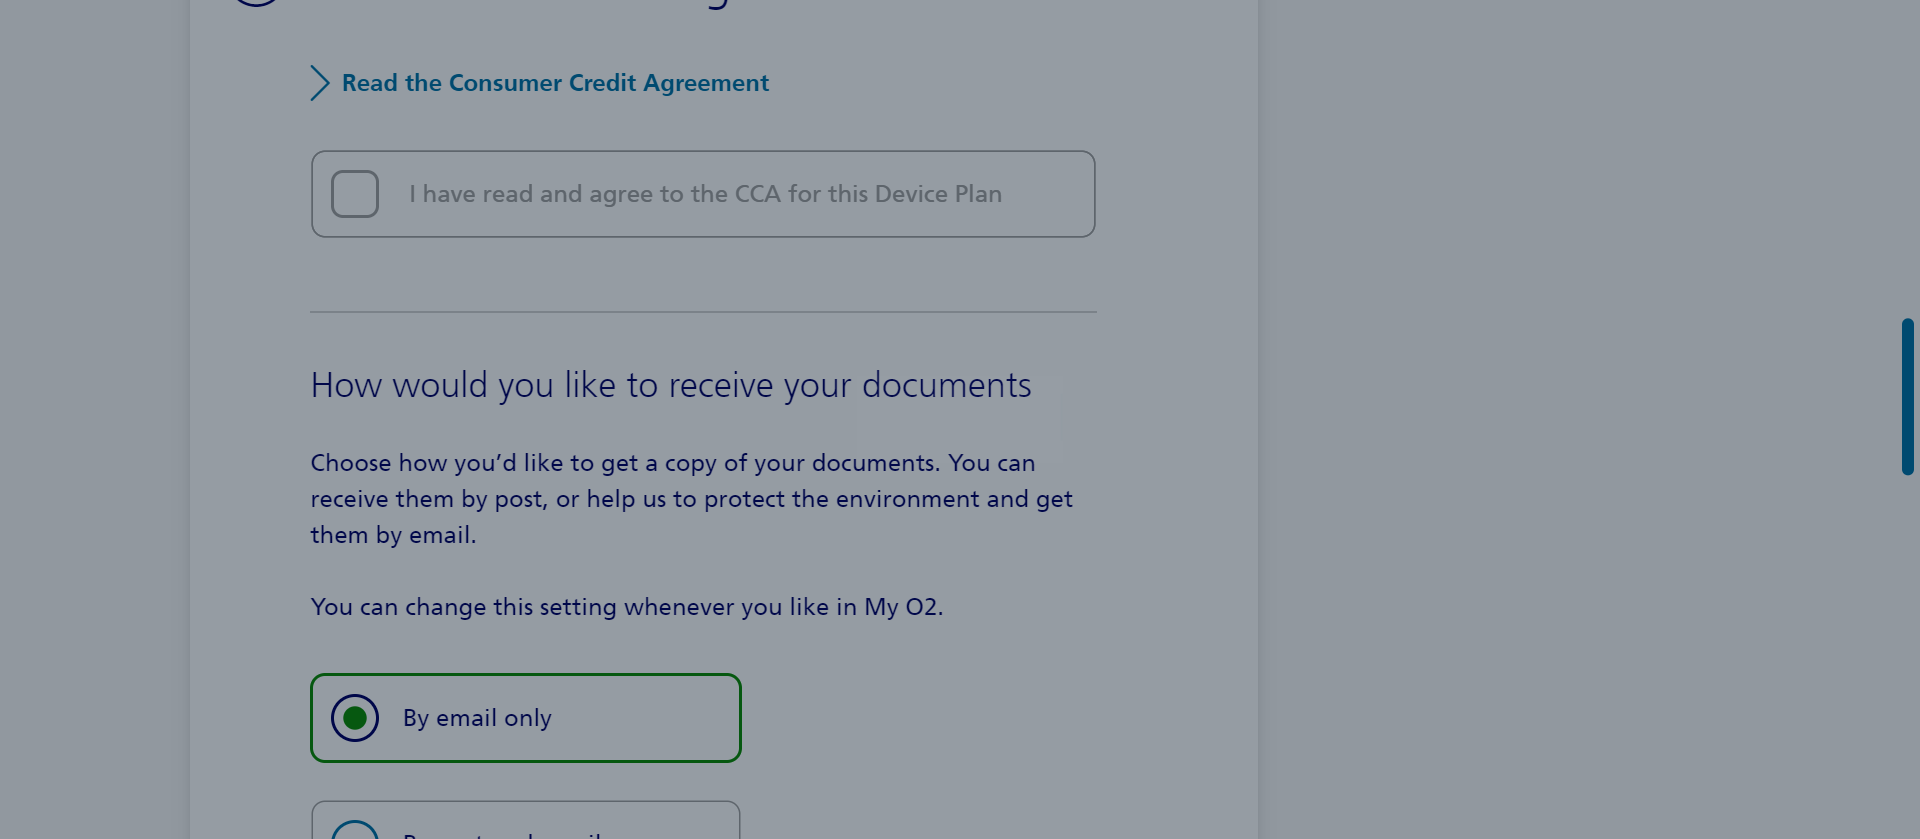 Read the Consumer Credit Agreement
I have read and agree to the CCA for this Device Plan
How would you like to receive your documents
Choose how you’d like to get a copy of your documents. You can
receive them by post, or help us to protect the environment and get
them by email.
You can change this setting whenever you like in My O2.
By email only